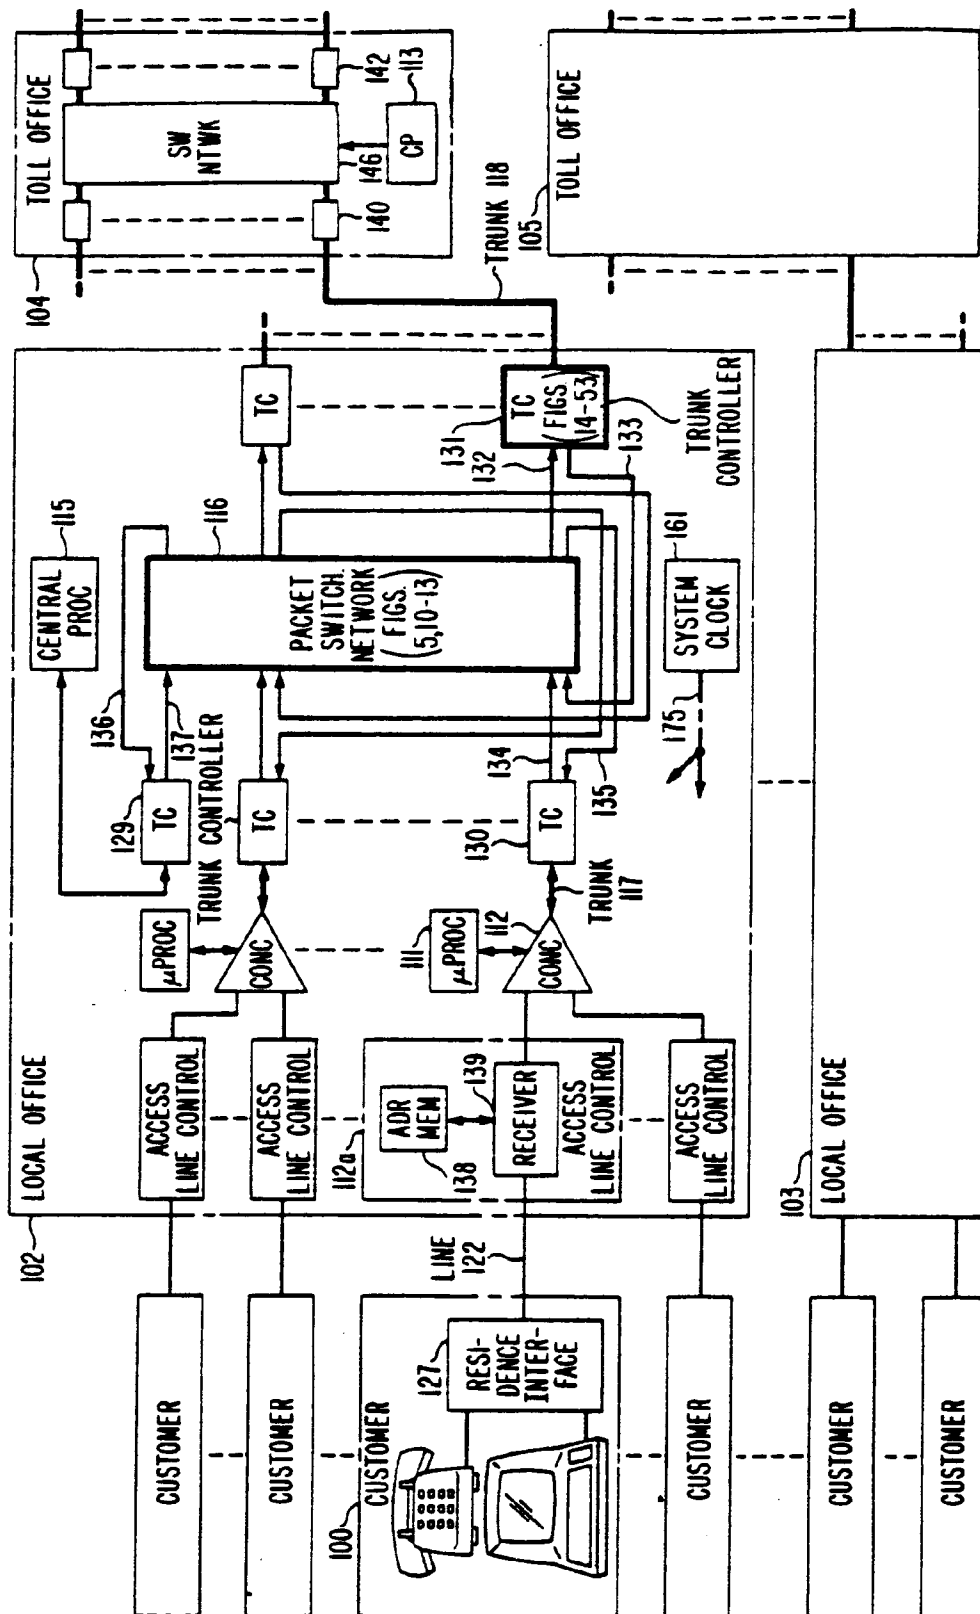 CUSTOMER
CUSTOMER
100
CUSTOMER
127
RESI-
DENCE
INTER-
FACE
CUSTOMER
CUSTOMER
CUSTOMER
LINE
122
102
LOCAL OFFICE
ACCESS
LINE CONTROL
ACCESS
LINE CONTROL
112a
ADR
MEM
138
139
RECEIVER
ACCESS
LINE CONTROL
ACCESS
LINE CONTROL
μPROC
CONC
111
μPROC
112
CONC
TRUNK
117
129
TC
TRUNK CONTROLLER
TC
130
TC
136
137
134
135
CENTRAL
PROC
115
116
PACKET
SWITCH.
NETWORK
FIGS.
(5,10-13)
175
SYSTEM
CLOCK
161
TC
131
132
TC
FIGS
(14-53)
133
TRUNK
CONTROLLER
104
TOLL OFFICE
SW
NTWK
140
146
142
CP
113
TRUNK 118
105
TOLL OFFICE
103
LOCAL OFFICE